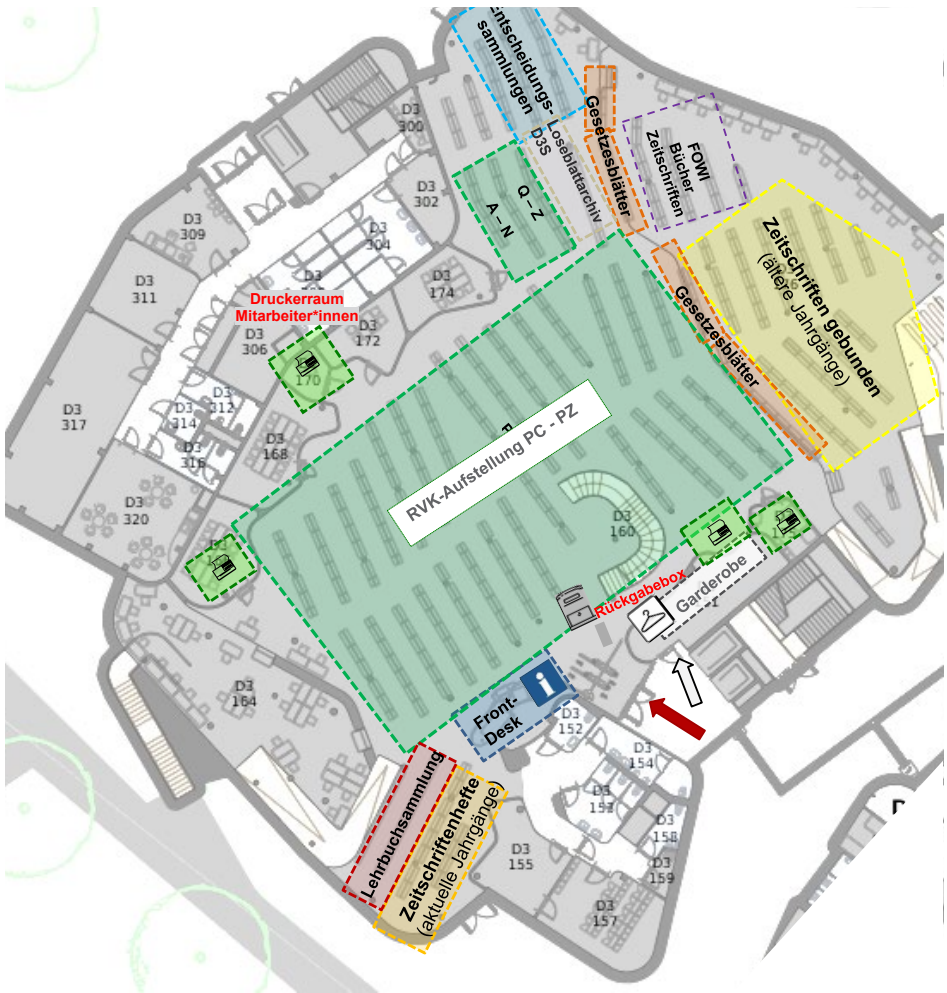 Entscheidungs-
sammlungen
D3S
Loseblattarchiv
Gesetzesblätter
Gesetzesblätter
FOWI
Bücher
Zeitschriften
Q – Z
A – N
Zeitschriften gebunden
(ältere Jahrgänge)
Gesetzesblätter
D3
300
D3
302
D3
304
D3
309
D3
311
Druckerraum
Mitarbeiter*innen
D3
174
D3
172
D3
306
170
D3
312
D3
314
D3
316
D3
317
D3
168
D3
320
RVK-Aufstellung PC - PZ
D3
160
Rückgabebox
Garderobe
D3
164
Front-
Desk
i
D3
152
D3
154
D3
153
D3
158
D3
159
D3
155
D3
157
Lehrbuchsammlung
Zeitschriftenhefte
(aktuelle Jahrgänge)